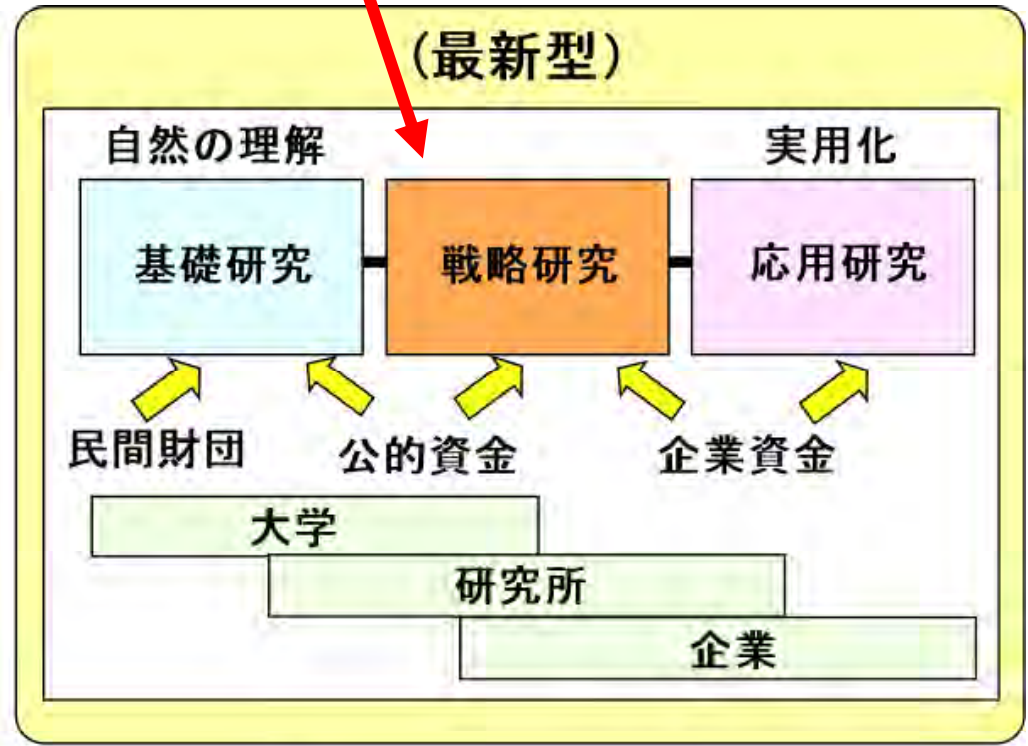 （最新型）
自然の理解
実用化
基礎研究
戦略研究
応用研究
民間財団
公的資金
企業資金
大学
研究所
企業